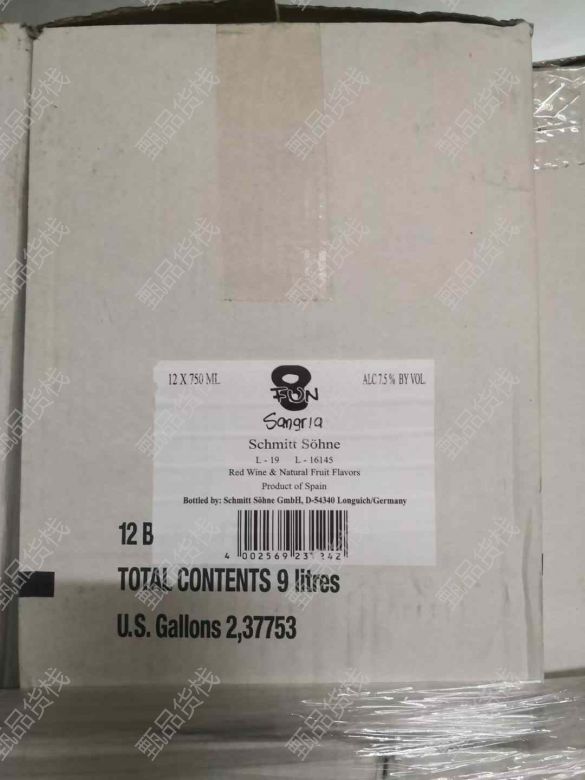 12 X 750 ML
ALC 7.5 % BY VOL.
8
FUN
Sangria
Schmitt Söhne
L - 19 L - 16145
Red Wine & Natural Fruit Flavors
Product of Spain
Bottled by: Schmitt Söhne GmbH, D-54340 Longuich/Germany
12 B
4 002569 23
TOTAL CONTENTS 9 litres
U.S. Gallons 2,37753
甄品货栈